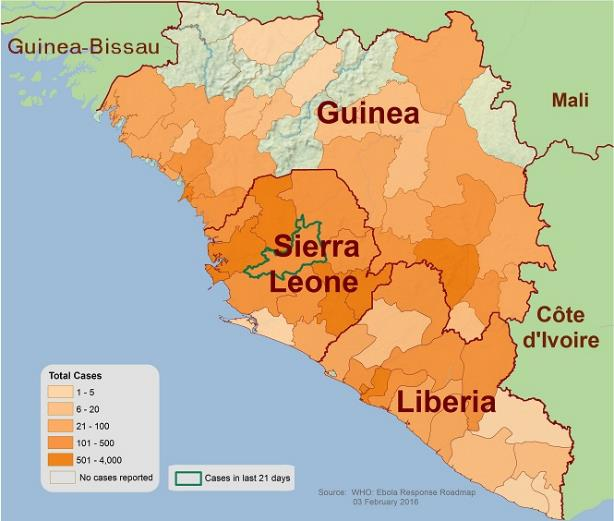 Guinea-Bissau
Mali
Guinea
Sierra
Leone
Côte
d'Ivoire
Liberia
Total Cases
1 - 5
6 - 20
21 - 100
101 - 500
501 - 4,000
No cases reported
Cases in last 21 days
Source: WHO: Ebola Response Roadmap
03 February 2016